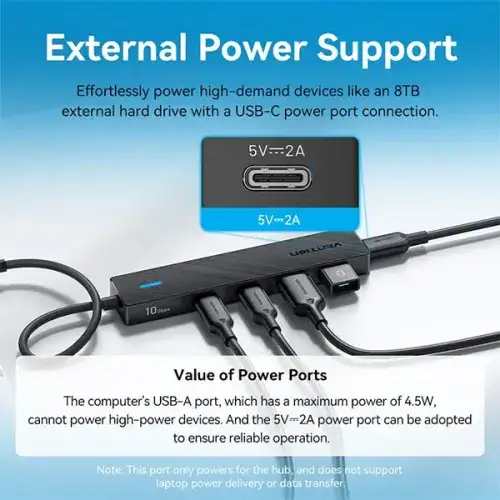 External Power Support
Effortlessly power high-demand devices like an 8TB
external hard drive with a USB-C power port connection.
5V⎓2A
5V⎓2A
VENTION
10Gbps
Value of Power Ports
The computer's USB-A port, which has a maximum power of 4.5W,
cannot power high-power devices. And the 5V⎓2A power port can be adopted
to ensure reliable operation.
Note: This port only powers for the hub, and does not support
laptop power delivery or data transfer.